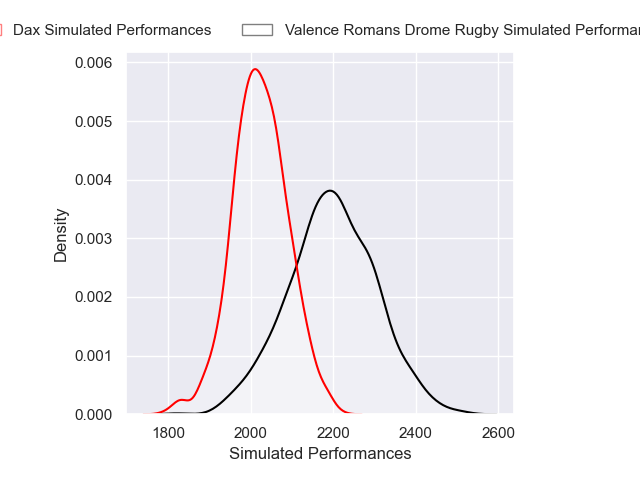 Dax Simulated Performances
Valence Romans Drome Rugby Simulated
0.006
0.005
0.004
0.003
0.002
0.001
0.000
Density
1800 2000 2200 2400 2600
Simulated Performances